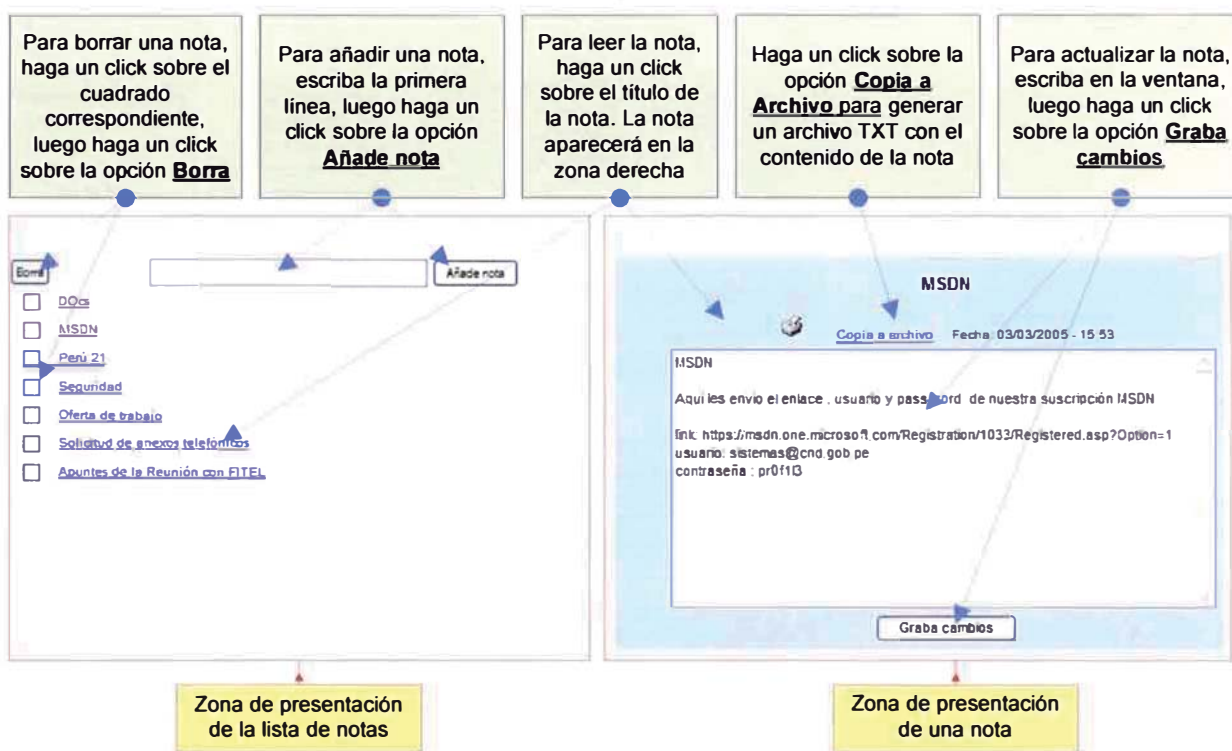 Para borrar una nota,
haga un click sobre el
cuadrado
correspondiente,
luego haga un click
sobre la opción Borra
Para añadir una nota,
escriba la primera
línea, luego haga un
click sobre la opción
Añade nota
Para leer la nota,
haga un click
sobre el título de
la nota. La nota
aparecerá en la
zona derecha
Haga un click sobre la
opción Copia a
Archivo para generar
un archivo TXT con el
contenido de la nota
Para actualizar la nota,
escriba en la ventana,
luego haga un click
sobre la opción Graba
cambios
Borra
Añade nota
DOcs
MSDN
Perú 21
Seguridad
Oferta de trabajo
Solicitud de anexos telefónicos
Apuntes de la Reunión con FITEL
MSDN
Copia a archivo Fecha: 03/03/2005 - 15:53
MSDN
Aqui les envio el enlace , usuario y password de nuestra suscripción MSDN
link: https://msdn.one.microsoft.com/Registration/1033/Registered.asp?Option=1
usuario: sistemas@cnd.gob.pe
contraseña :
Graba cambios
Zona de presentación
de la lista de notas
Zona de presentación
de una nota